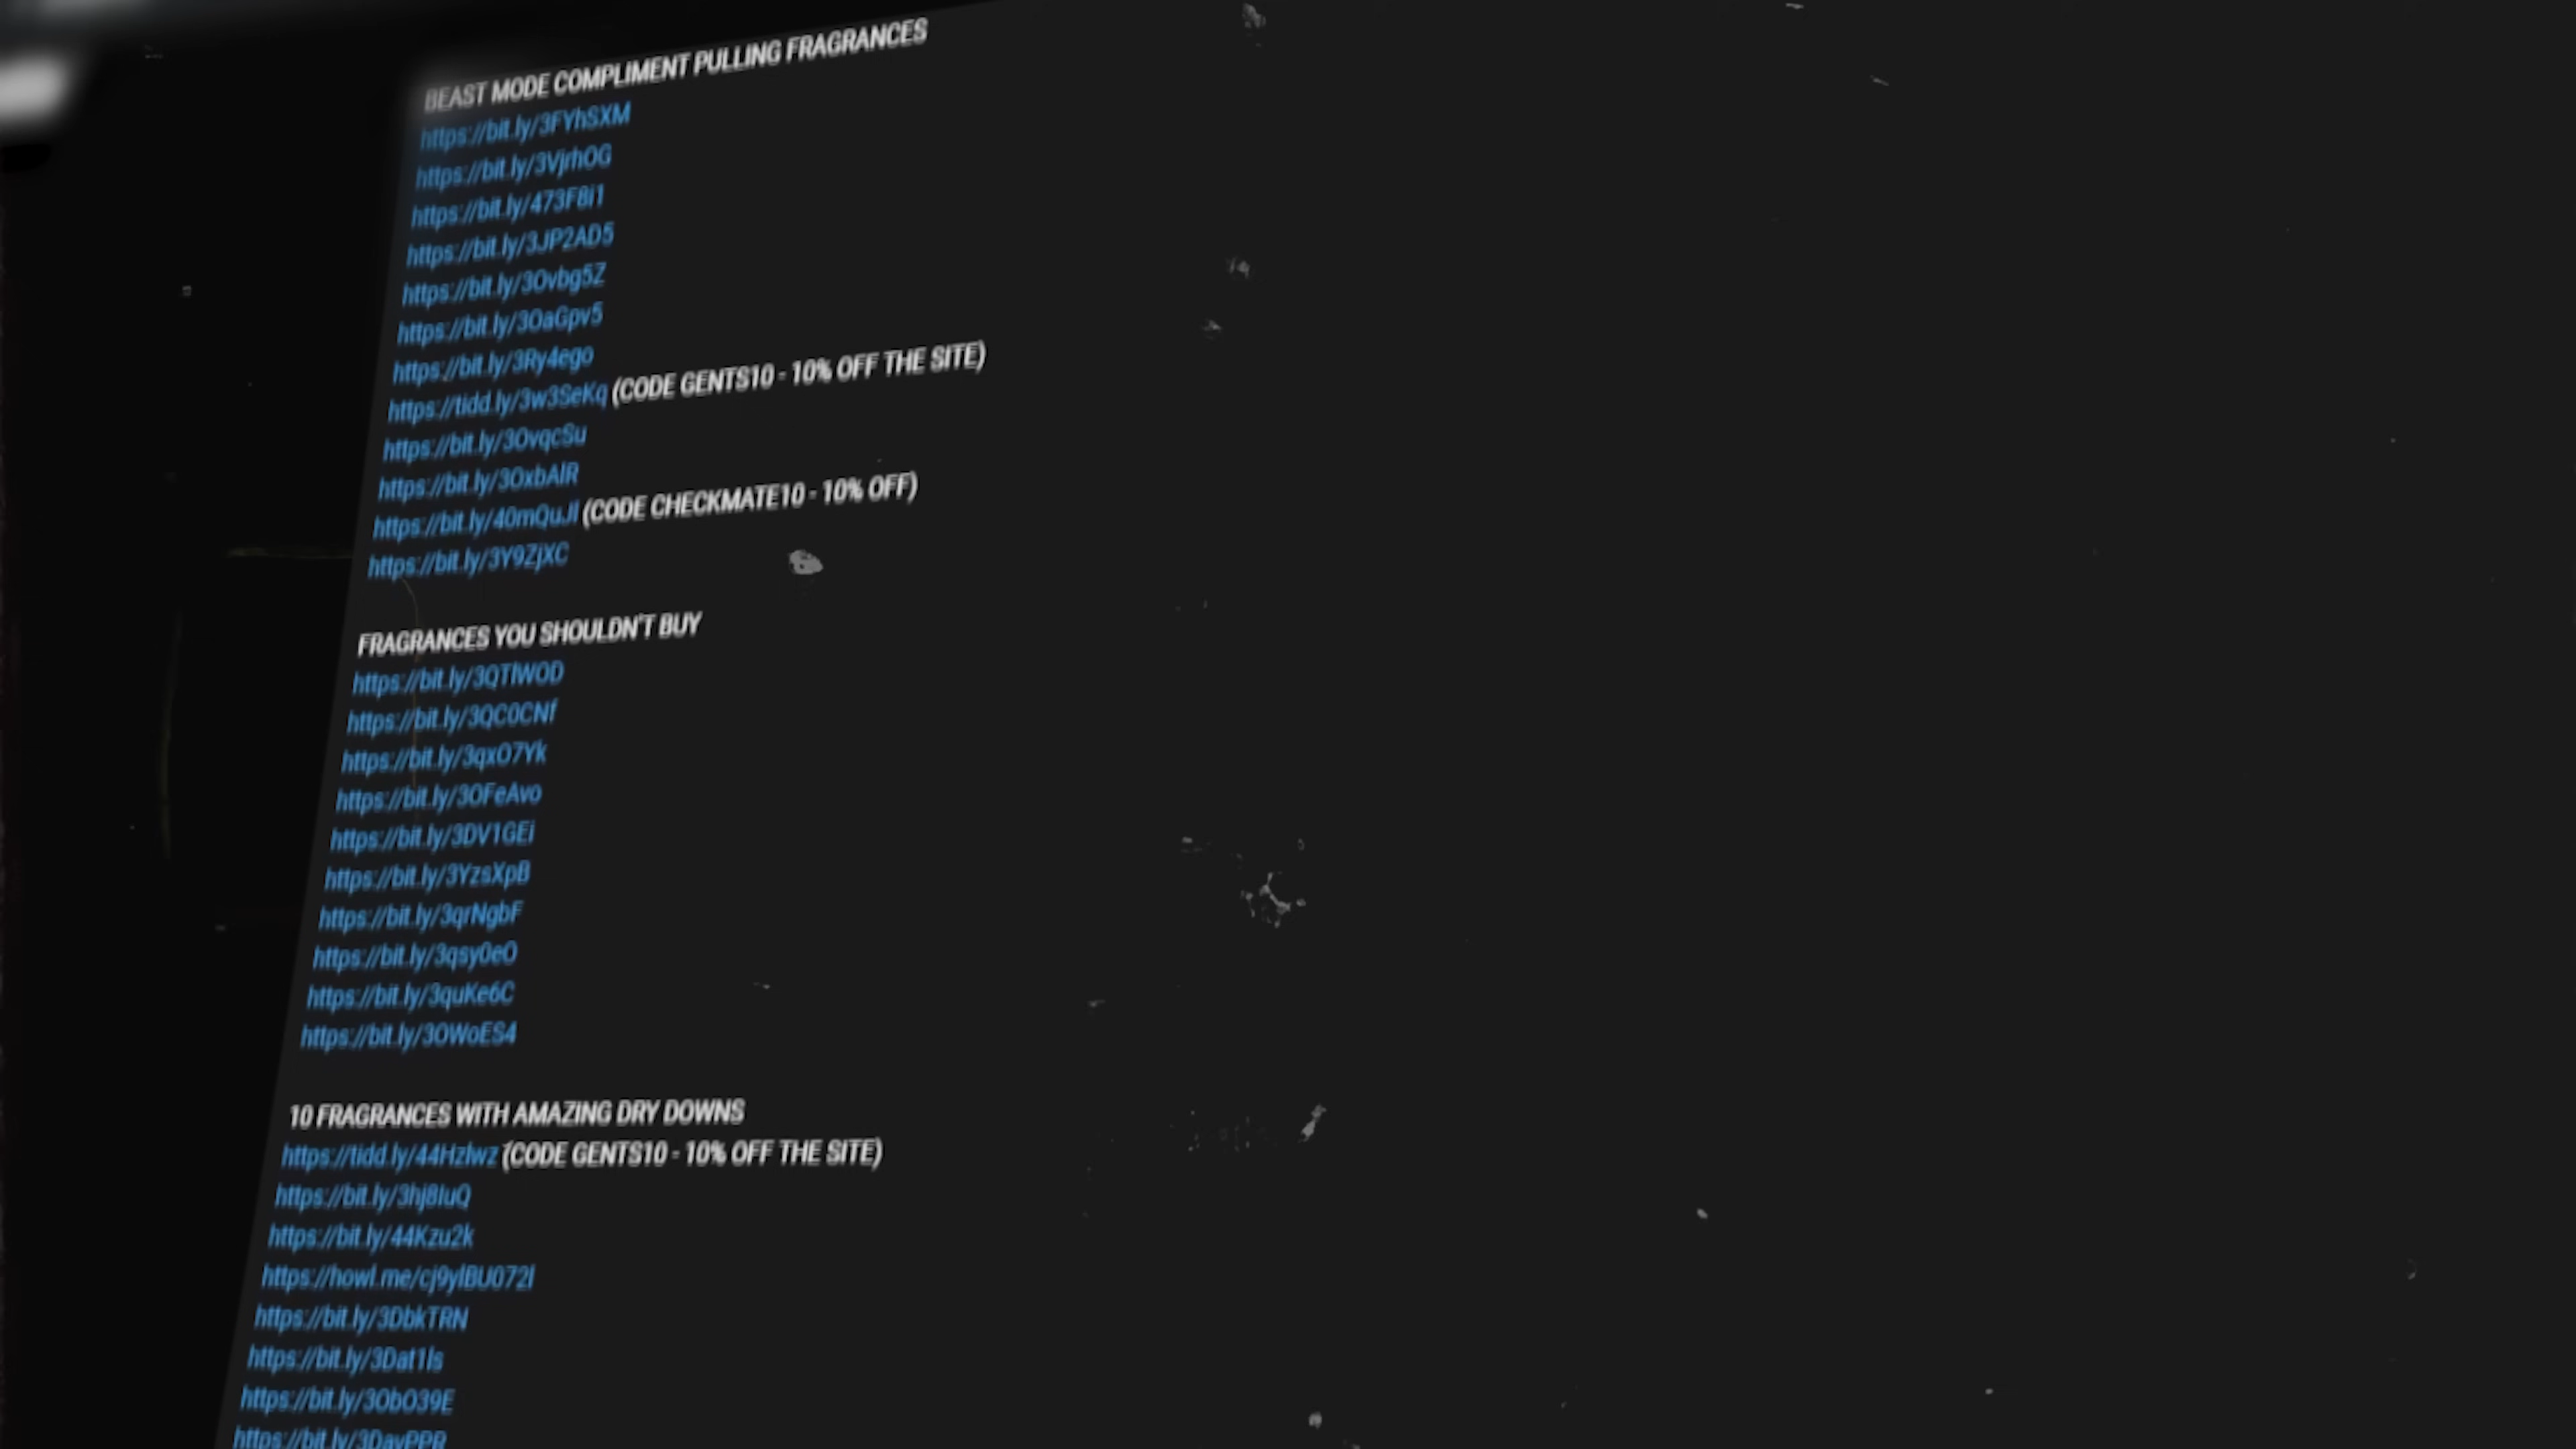 BEAST MODE COMPLIMENT PULLING FRAGRANCES
https://bit.ly/3FYhSXM
https://bit.ly/3VjrhOG
https://bit.ly/473F8i1
https://bit.ly/3JP2AD5
https://bit.ly/3Ovbg5Z
https://bit.ly/3OaGpv5
https://bit.ly/3Ry4ego
https://tidd.ly/3w3SeKq (CODE GENTS10 - 10% OFF THE SITE)
https://bit.ly/3OvqcSu
https://bit.ly/3OxbAlR
https://bit.ly/40mQuJl (CODE CHECKMATE10 - 10% OFF)
https://bit.ly/3Y9ZjXC
FRAGRANCES YOU SHOULDN'T BUY
https://bit.ly/3QTlWOD
https://bit.ly/3QC0CNf
https://bit.ly/3qxO7Yk
https://bit.ly/3OFeAvo
https://bit.ly/3DV1GEi
https://bit.ly/3YzsXpB
https://bit.ly/3qrNgbF
https://bit.ly/3qsy0eO
https://bit.ly/3quKe6C
https://bit.ly/3OWoES4
10 FRAGRANCES WITH AMAZING DRY DOWNS
https://tidd.ly/44Hzlwz (CODE GENTS10 - 10% OFF THE SITE)
https://bit.ly/3hj8IuQ
https://bit.ly/44Kzu2k
https://howl.me/cj9ylBU072l
https://bit.ly/3DbkTRN
https://bit.ly/3Dat1ls
https://bit.ly/3ObO39E